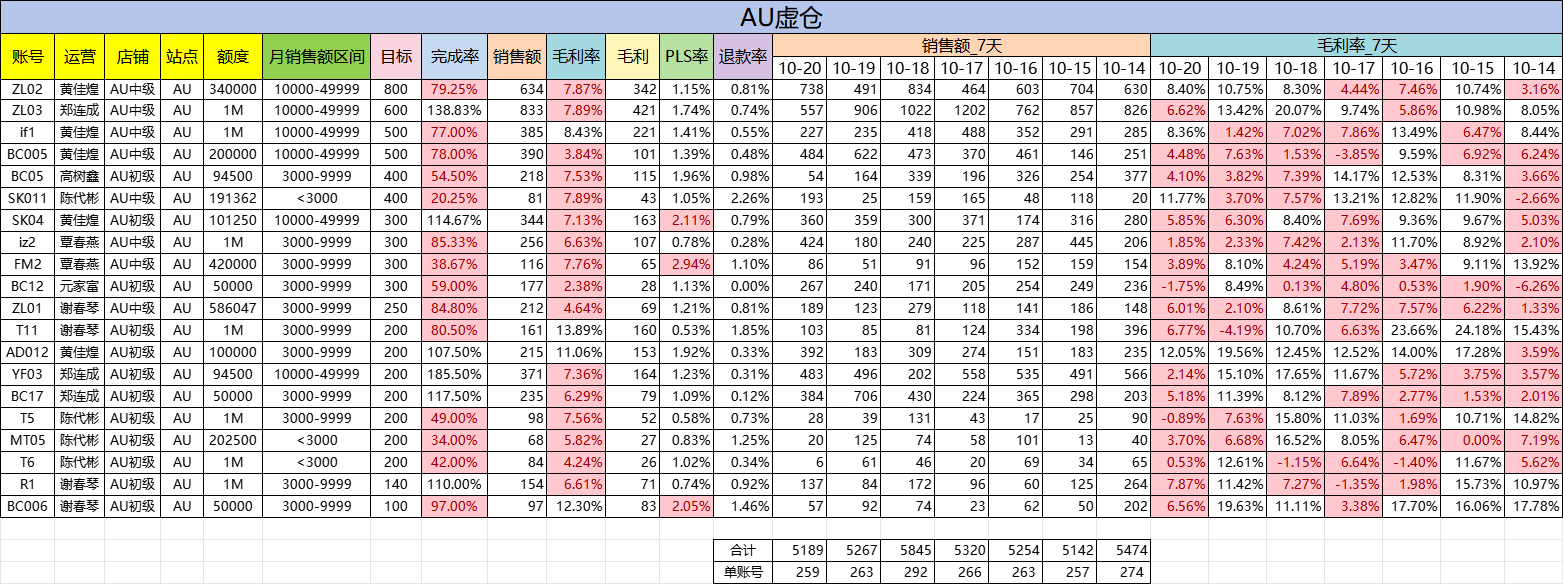 AU虚仓
账号 运营 店铺 站点 额度 月销售额区间 目标 完成率 销售额 毛利率 毛利 PLS率 退款率 销售额_7天 毛利率_7天
10-20 10-19 10-18 10-17 10-16 10-15 10-14 10-20 10-19 10-18 10-17 10-16 10-15 10-14
ZL02 黄佳煌 AU中级 AU 340000 10000-49999 800 79.25% 634 7.87% 342 1.15% 0.81% 738 491 834 464 603 704 630 8.40% 10.75% 8.30% 4.44% 7.46% 10.74% 3.16%
ZL03 郑连成 AU中级 AU 1M 10000-49999 600 138.83% 833 7.89% 421 1.74% 0.74% 557 906 1022 1202 762 857 826 6.62% 13.42% 20.07% 9.74% 5.86% 10.98% 8.05%
if1 黄佳煌 AU中级 AU 1M 10000-49999 500 77.00% 385 8.43% 221 1.41% 0.55% 227 235 418 488 352 291 285 8.36% 1.42% 7.02% 7.86% 13.49% 6.47% 8.44%
BC005 黄佳煌 AU中级 AU 200000 10000-49999 500 78.00% 390 3.84% 101 1.39% 0.48% 484 622 473 370 461 146 251 4.48% 7.63% 1.53% -3.85% 9.59% 6.92% 6.24%
BC05 高树鑫 AU初级 AU 94500 3000-9999 400 54.50% 218 7.53% 115 1.96% 0.98% 54 164 339 196 326 254 377 4.10% 3.82% 7.39% 14.17% 12.53% 8.31% 3.66%
SK011 陈代彬 AU中级 AU 191362 <3000 400 20.25% 81 7.89% 43 1.05% 2.26% 193 25 159 165 48 118 20 11.77% 3.70% 7.57% 13.21% 12.82% 11.90% -2.66%
SK04 黄佳煌 AU初级 AU 101250 10000-49999 300 114.67% 344 7.13% 163 2.11% 0.79% 360 359 300 371 174 316 280 5.85% 6.30% 8.40% 7.69% 9.36% 9.67% 5.03%
iz2 覃春燕 AU中级 AU 1M 3000-9999 300 85.33% 256 6.63% 107 0.78% 0.28% 424 180 240 225 287 445 206 1.85% 2.33% 7.42% 2.13% 11.70% 8.92% 2.10%
FM2 覃春燕 AU中级 AU 420000 3000-9999 300 38.67% 116 7.76% 65 2.94% 1.10% 86 51 91 96 152 159 154 3.89% 8.10% 4.24% 5.19% 3.47% 9.11% 13.92%
BC12 元家富 AU初级 AU 50000 3000-9999 300 59.00% 177 2.38% 28 1.13% 0.00% 267 240 171 205 254 249 236 -1.75% 8.49% 0.13% 4.80% 0.53% 1.90% -6.26%
ZL01 谢春琴 AU中级 AU 586047 3000-9999 250 84.80% 212 4.64% 69 1.21% 0.81% 189 123 279 118 141 186 148 6.01% 2.10% 8.61% 7.72% 7.57% 6.22% 1.33%
T11 谢春琴 AU初级 AU 1M 3000-9999 200 80.50% 161 13.89% 160 0.53% 1.85% 103 85 81 124 334 198 396 6.77% -4.19% 10.70% 6.63% 23.66% 24.18% 15.43%
AD012 黄佳煌 AU初级 AU 100000 3000-9999 200 107.50% 215 11.06% 153 1.92% 0.33% 392 183 309 274 151 183 235 12.05% 19.56% 12.45% 12.52% 14.00% 17.28% 3.59%
YF03 郑连成 AU初级 AU 94500 10000-49999 200 185.50% 371 7.36% 164 1.23% 0.31% 483 496 202 558 535 491 566 2.14% 15.10% 17.65% 11.67% 5.72% 3.75% 3.57%
BC17 郑连成 AU初级 AU 50000 3000-9999 200 117.50% 235 6.29% 79 1.09% 0.12% 384 706 430 224 365 298 203 5.18% 11.39% 8.12% 7.89% 2.77% 1.53% 2.01%
T5 陈代彬 AU初级 AU 1M 3000-9999 200 49.00% 98 7.56% 52 0.58% 0.73% 28 39 131 43 17 25 90 -0.89% 7.63% 15.80% 11.03% 1.69% 10.71% 14.82%
MT05 陈代彬 AU初级 AU 202500 <3000 200 34.00% 68 5.82% 27 0.83% 1.25% 20 125 74 58 101 13 40 3.70% 6.68% 16.52% 8.05% 6.47% 0.00% 7.19%
T6 陈代彬 AU初级 AU 1M <3000 200 42.00% 84 4.24% 26 1.02% 0.34% 6 61 46 20 69 34 65 0.53% 12.61% -1.15% 6.64% -1.40% 11.67% 5.62%
R1 谢春琴 AU初级 AU 1M 3000-9999 140 110.00% 154 6.61% 71 0.74% 0.92% 137 84 172 96 60 125 264 7.87% 11.42% 7.27% -1.35% 1.98% 15.73% 10.97%
BC006 谢春琴 AU初级 AU 50000 3000-9999 100 97.00% 97 12.30% 83 2.05% 1.46% 57 92 74 23 62 50 202 6.56% 19.63% 11.11% 3.38% 17.70% 16.06% 17.78%
合计 5189 5267 5845 5320 5254 5142 5474
单账号 259 263 292 266 263 257 274